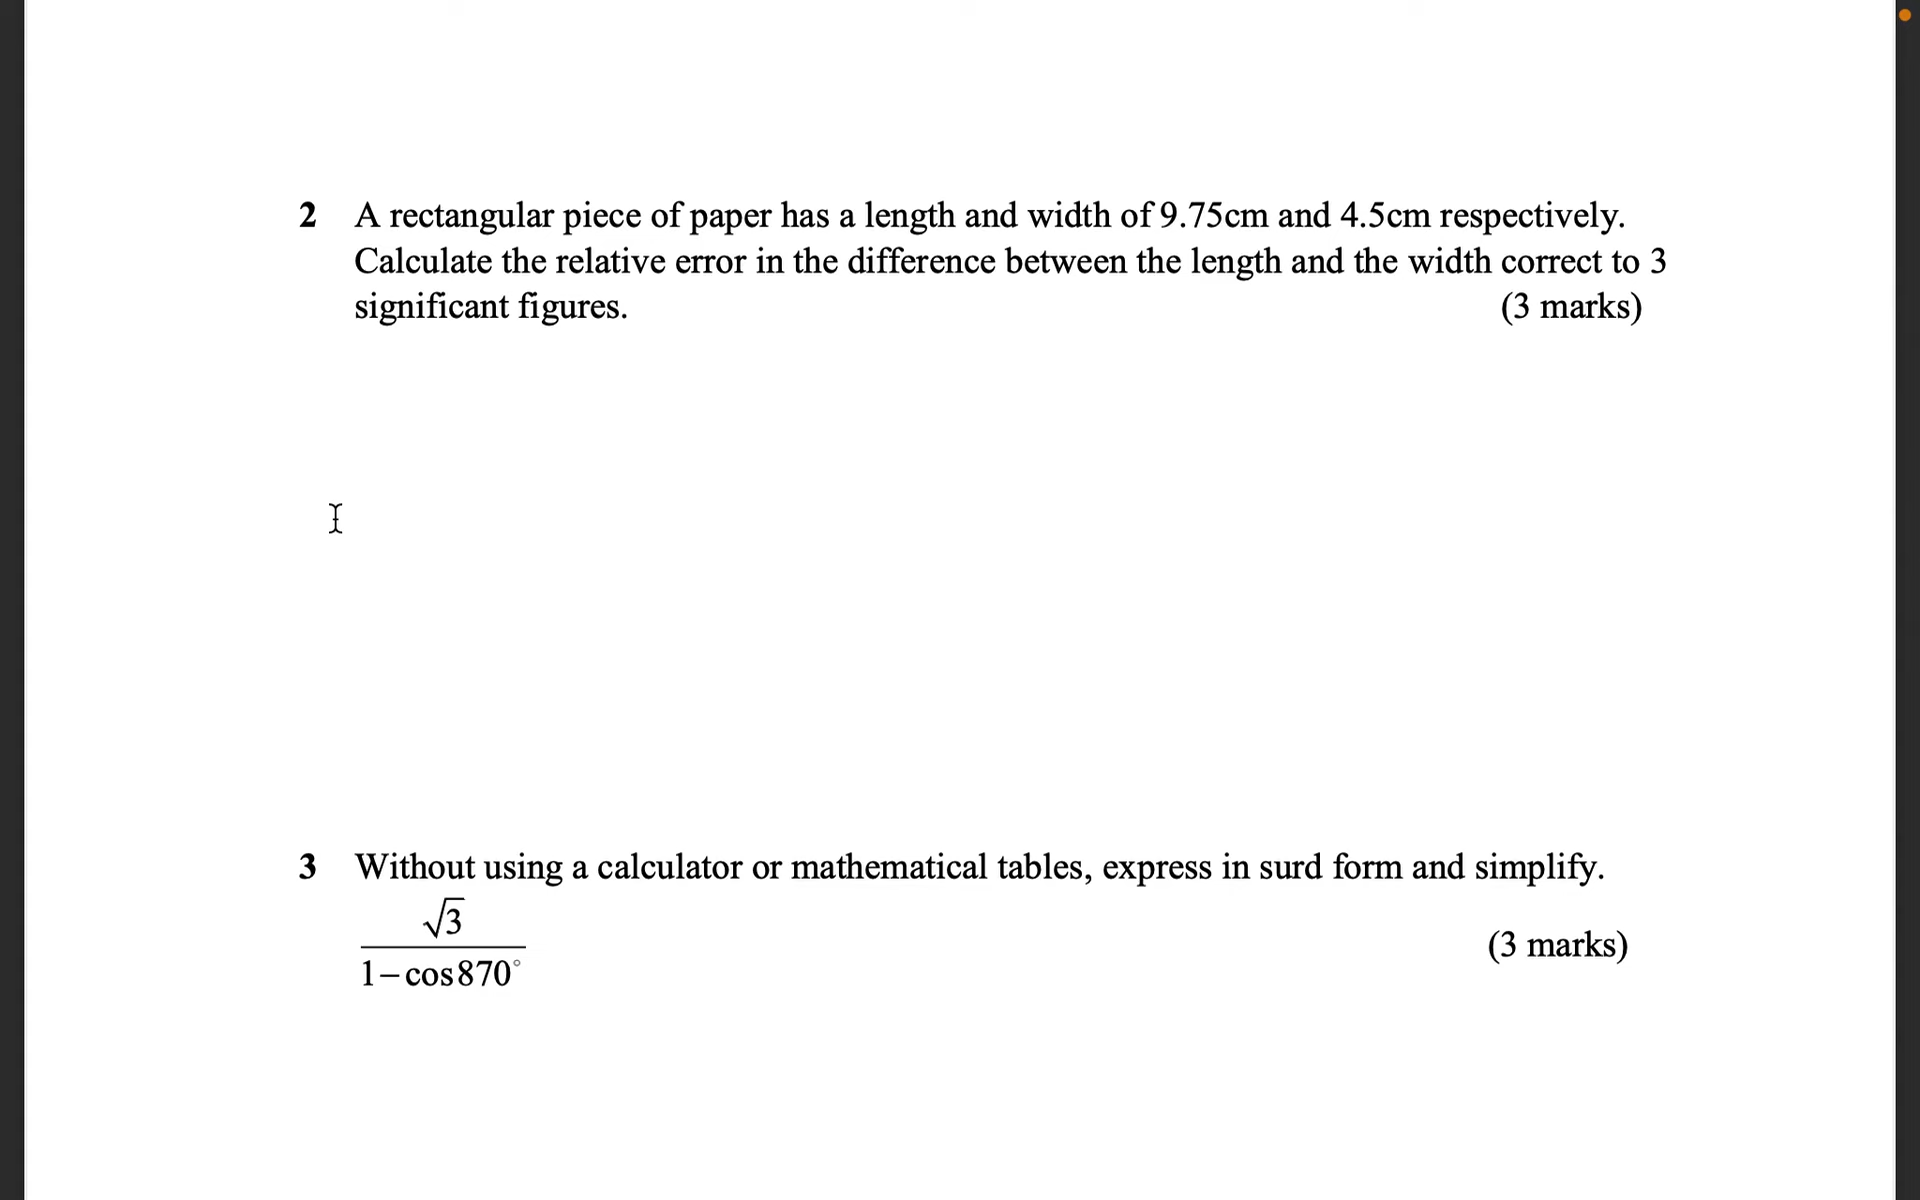 2 A rectangular piece of paper has a length and width of 9.75cm and 4.5cm respectively.
Calculate the relative error in the difference between the length and the width correct to 3
significant figures. (3 marks)
3 Without using a calculator or mathematical tables, express in surd form and simplify.
√3
(3 marks)
1−cos870°